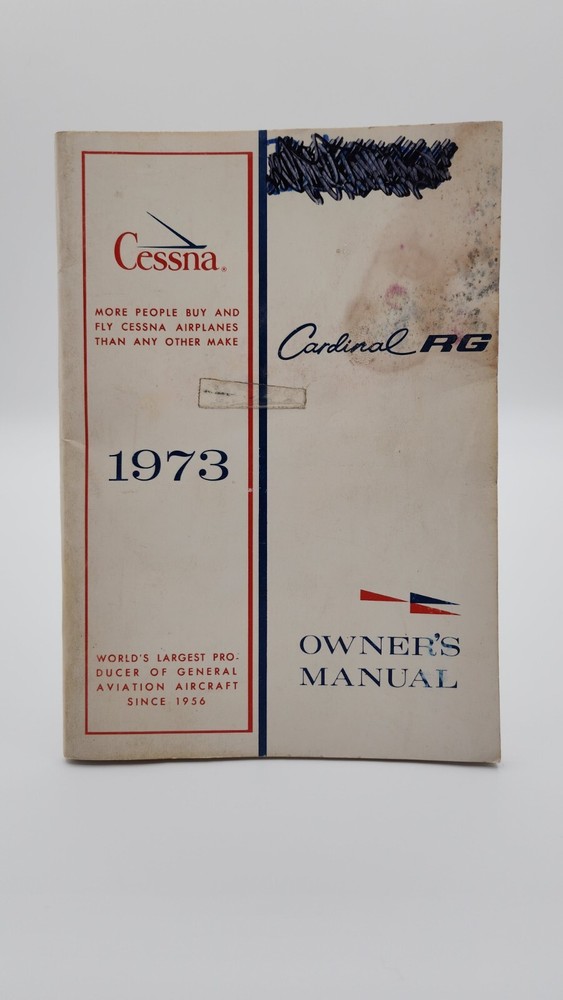 Cessna®
MORE PEOPLE BUY AND
FLY CESSNA AIRPLANES
THAN ANY OTHER MAKE
1973
WORLD'S LARGEST PRO-
DUCER OF GENERAL
AVIATION AIRCRAFT
SINCE 1956
Cardinal RG
OWNER'S
MANUAL